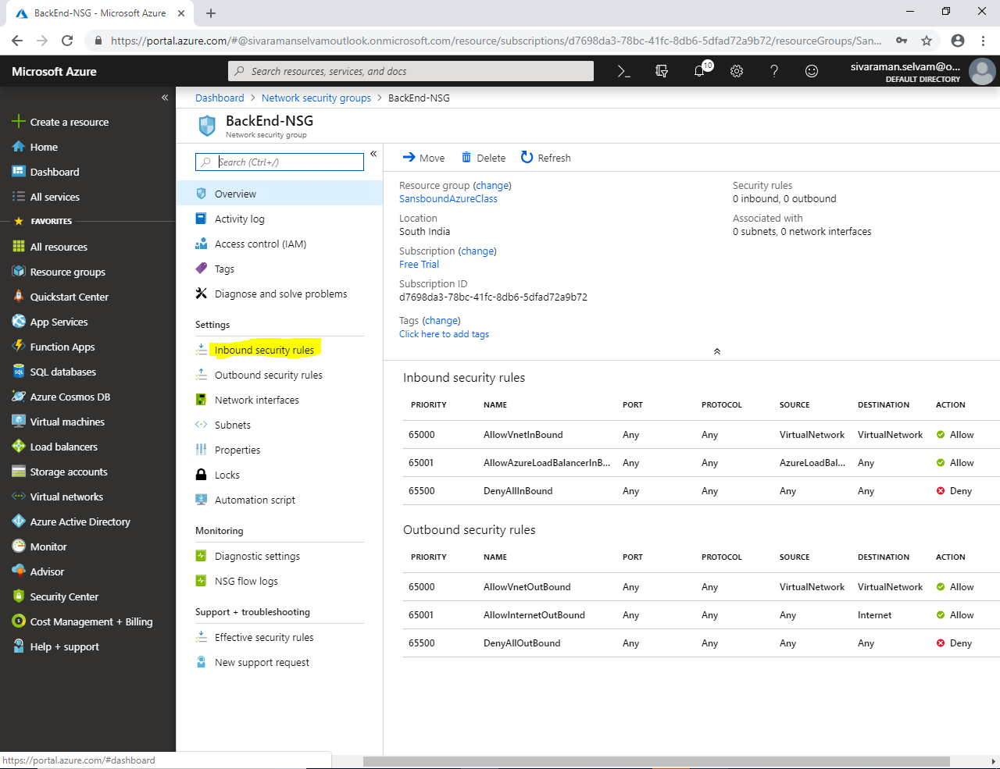 BackEnd-NSG - Microsoft Azure
https://portal.azure.com/#@sivaramanselvamoutlook.onmicrosoft.com/resource/subscriptions/d7698da3-78bc-41fc-8db6-5dfad72a9b72/resourceGroups/San...
Microsoft Azure
Search resources, services, and docs
10
sivaraman.selvam@o...
DEFAULT DIRECTORY
Create a resource
Home
Dashboard
All services
FAVORITES
All resources
Resource groups
Quickstart Center
App Services
Function Apps
SQL databases
Azure Cosmos DB
Virtual machines
Load balancers
Storage accounts
Virtual networks
Azure Active Directory
Monitor
Advisor
Security Center
Cost Management + Billing
Help + support
Dashboard > Network security groups > BackEnd-NSG
BackEnd-NSG
Network security group
Search (Ctrl+/)
Overview
Activity log
Access control (IAM)
Tags
Diagnose and solve problems
Settings
Inbound security rules
Outbound security rules
Network interfaces
Subnets
Properties
Locks
Automation script
Monitoring
Diagnostic settings
NSG flow logs
Support + troubleshooting
Effective security rules
New support request
Move Delete Refresh
Resource group (change)
SansboundAzureClass
Location
South India
Subscription (change)
Free Trial
Subscription ID
d7698da3-78bc-41fc-8db6-5dfad72a9b72
Tags (change)
Click here to add tags
Security rules
0 inbound, 0 outbound
Associated with
0 subnets, 0 network interfaces
Inbound security rules
PRIORITY NAME PORT PROTOCOL SOURCE DESTINATION ACTION
65000 AllowVnetInBound Any Any VirtualNetwork VirtualNetwork Allow
65001 AllowAzureLoadBalancerInB... Any Any AzureLoadBal... Any Allow
65500 DenyAllInBound Any Any Any Any Deny
Outbound security rules
PRIORITY NAME PORT PROTOCOL SOURCE DESTINATION ACTION
65000 AllowVnetOutBound Any Any VirtualNetwork VirtualNetwork Allow
65001 AllowInternetOutBound Any Any Any Internet Allow
65500 DenyAllOutBound Any Any Any Any Deny
https://portal.azure.com/#dashboard